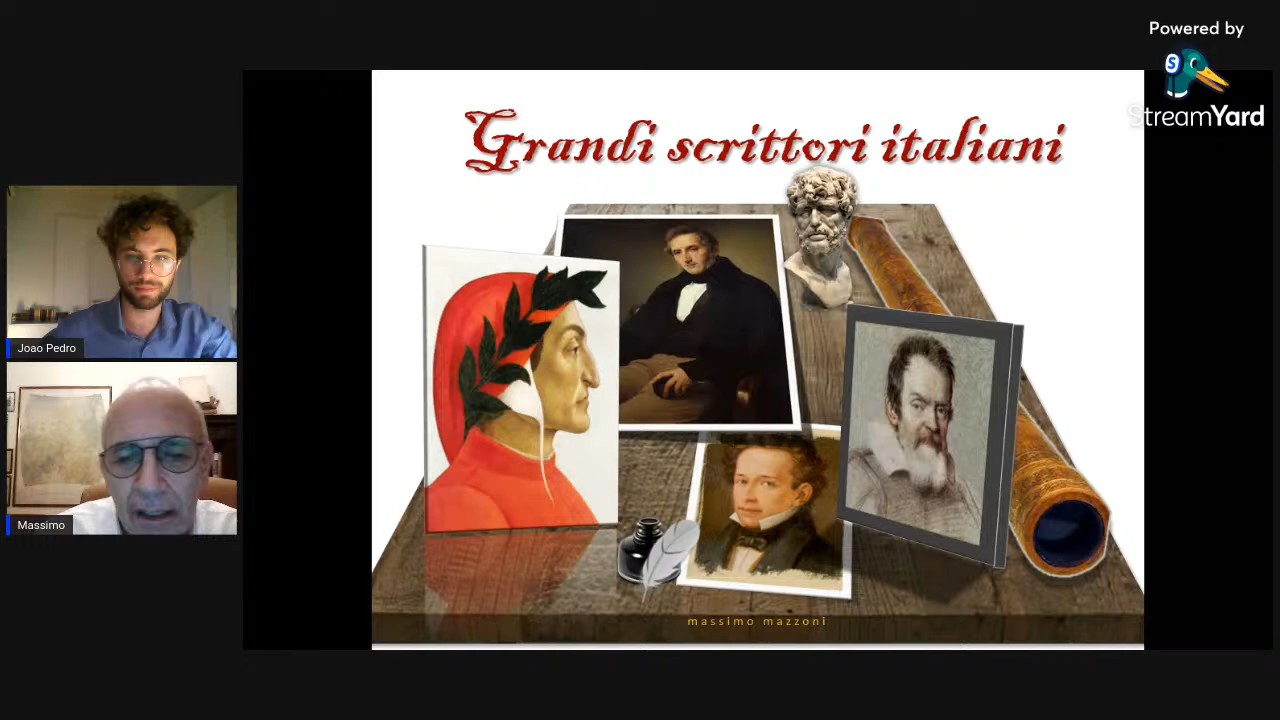 Powered by
S
StreamYard
Grandi scrittori italiani
Joao Pedro
Massimo
massimo mazzoni